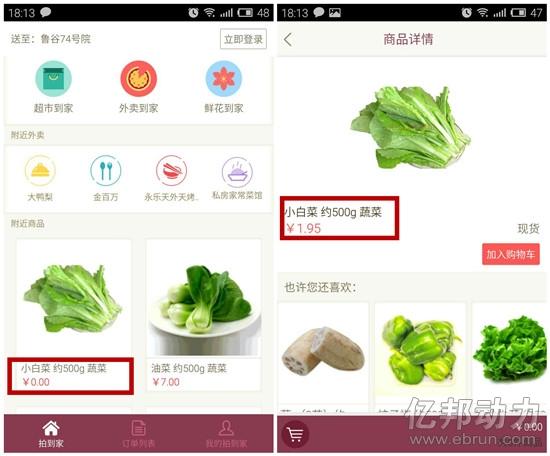 18:13
48
送至：鲁谷74号院
立即登录
超市到家
外卖到家
鲜花到家
附近外卖
大鸭梨
金百万
永乐天外天烤..
私房家常菜馆
附近商品
小白菜 约500g 蔬菜
￥0.00
油菜 约500g 蔬菜
￥7.00
拍到家
订单列表
我的拍到家
18:13
47
商品详情
小白菜 约500g 蔬菜
￥1.95
现货
加入购物车
也许您还喜欢：
亿邦动力
www.ebrun.com
￥0.00